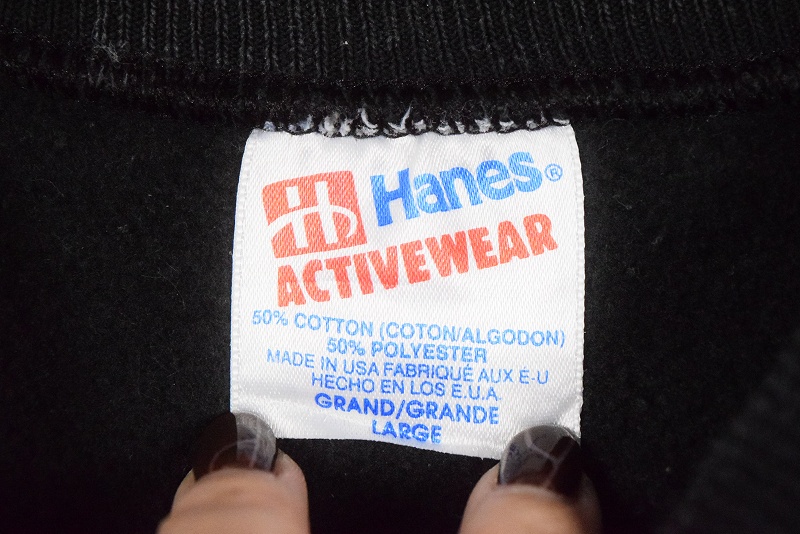 Hanes®
ACTIVEWEAR
50% COTTON (COTON/ALGODON)
50% POLYESTER
MADE IN USA FABRIQUÉ AUX É-U
HECHO EN LOS E.U.A.
GRAND/GRANDE
LARGE